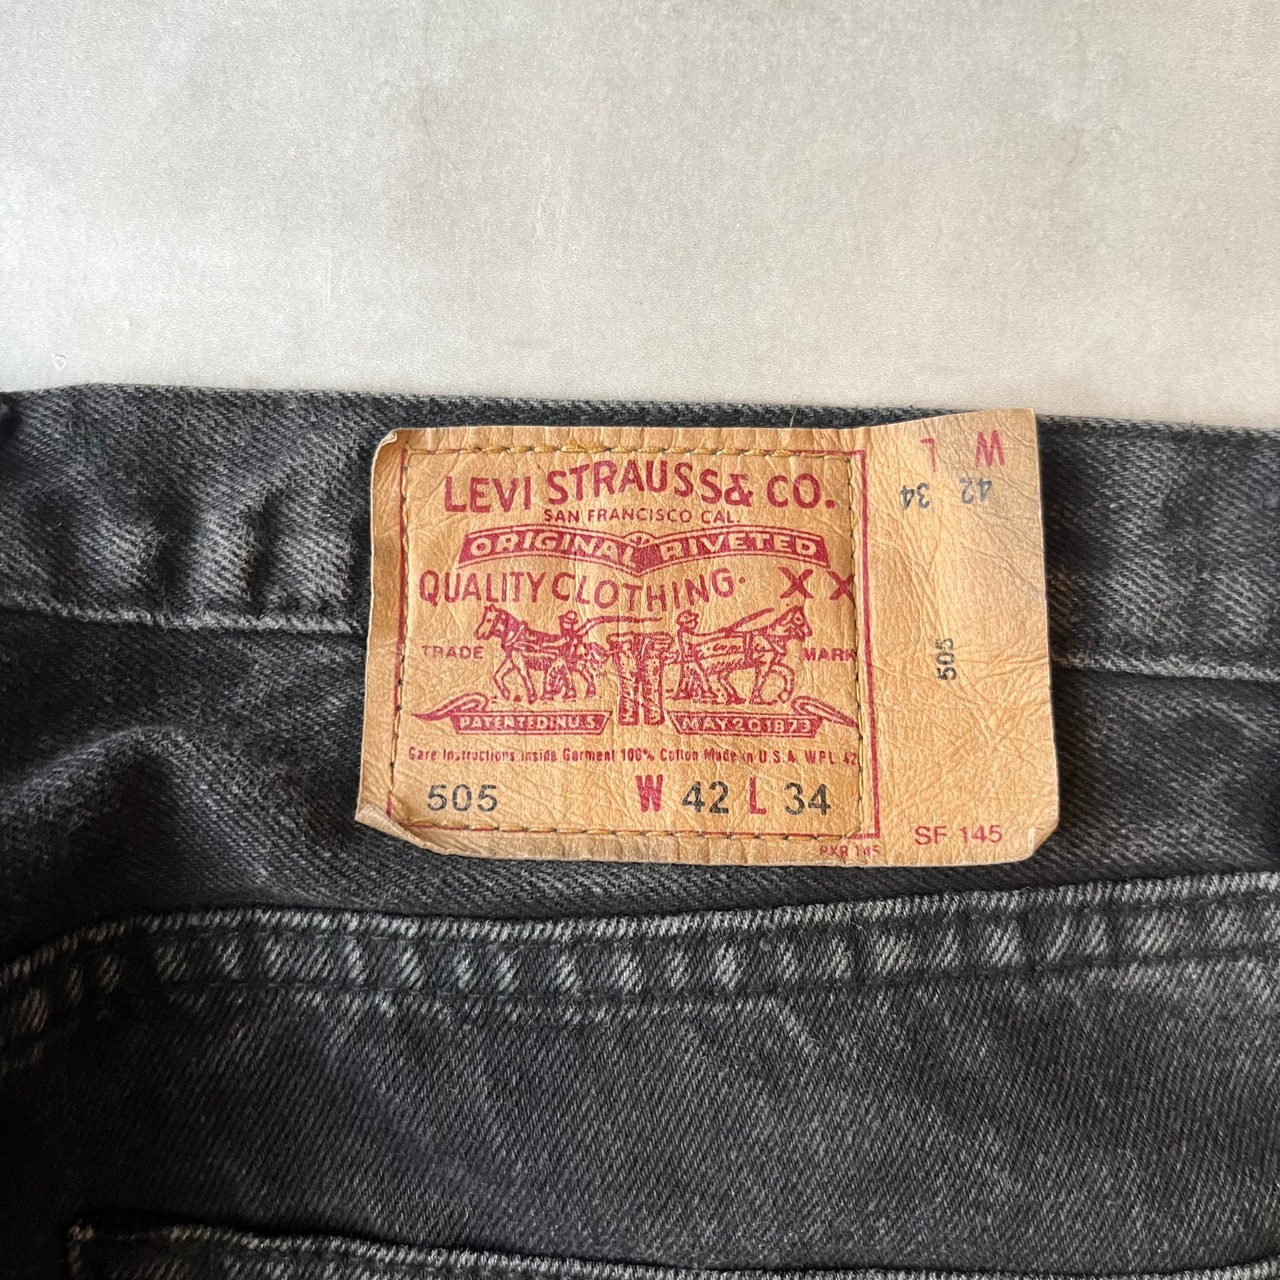 LEVI STRAUSS & CO.
SAN FRANCISCO CAL.
ORIGINAL RIVETED
QUALITY CLOTHING. XX
TRADE MARK
PATENTED IN U.S. MAY 20 1873
Care Instructions Inside Garment 100% Cotton Made in U.S.A. WPL 42
505 W 42 L 34
W L
42 34
505
SF 145